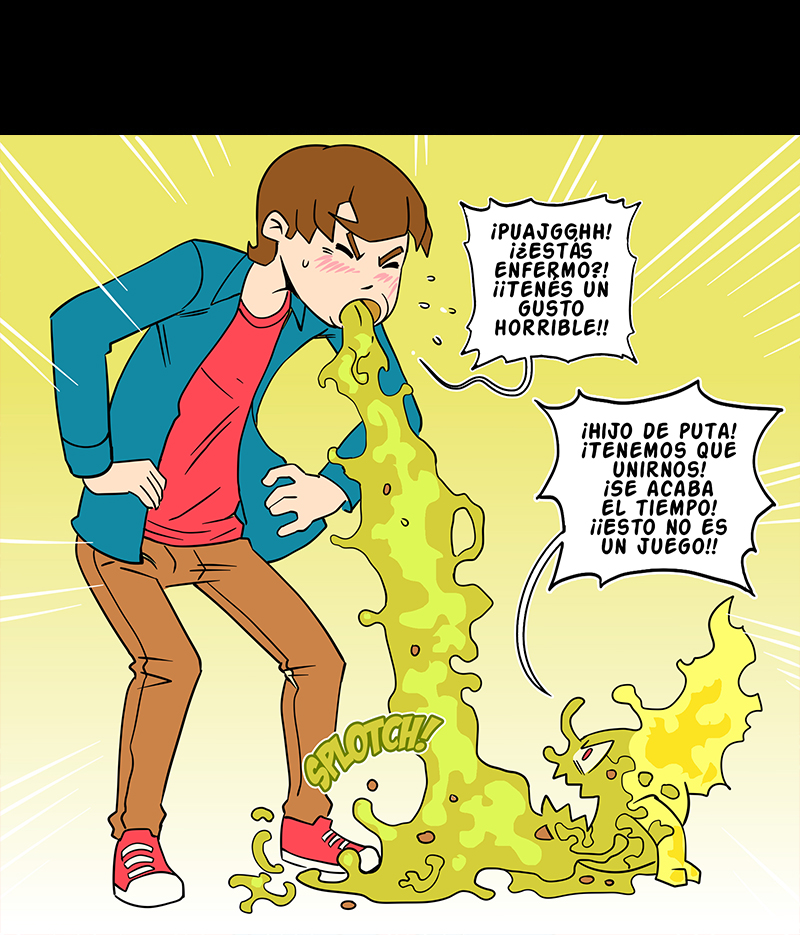 ¡PUAJGGHH!
¡¿ESTÁS
ENFERMO?!
¡¡TENÉS UN
GUSTO
HORRIBLE!!
¡HIJO DE PUTA!
¡TENEMOS QUE
UNIRNOS!
¡SE ACABA
EL TIEMPO!
¡¡ESTO NO ES
UN JUEGO!!
SPLOTCH!